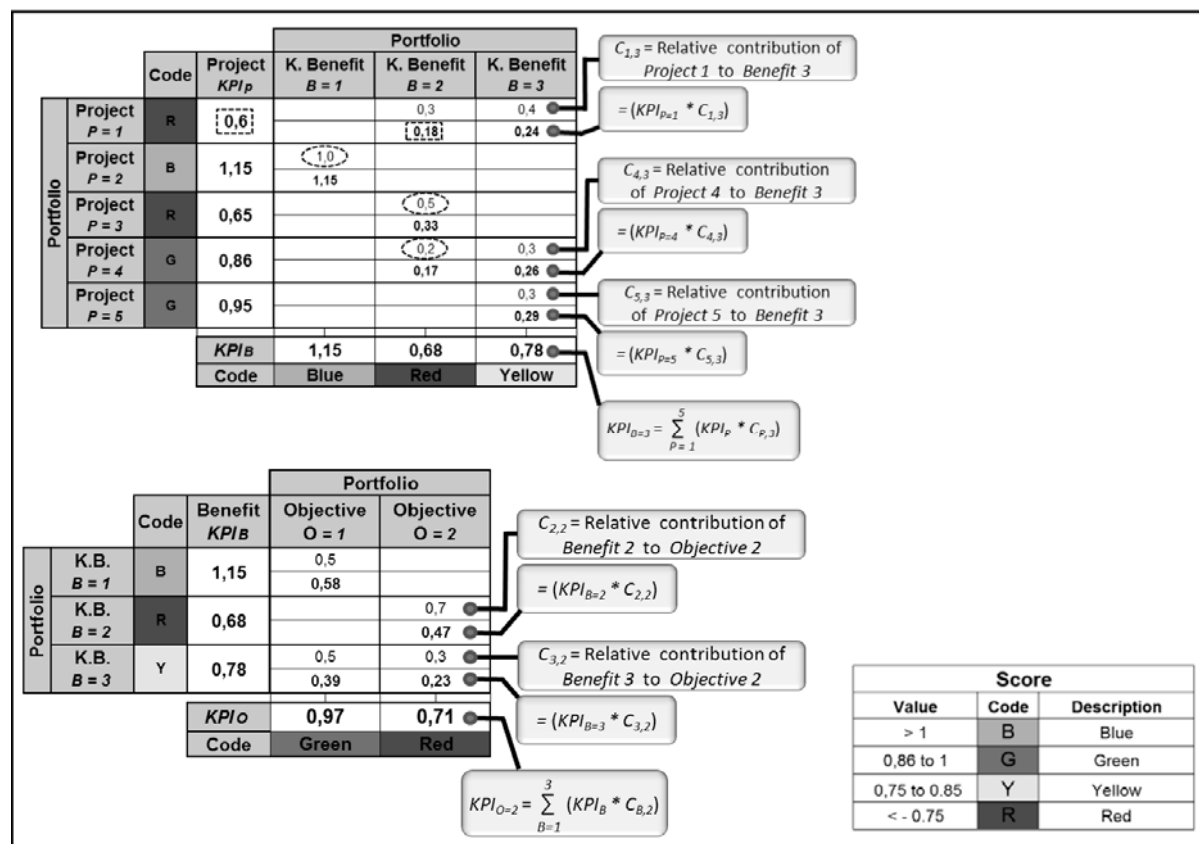 Portfolio
Code Project KPIp K. Benefit B = 1 K. Benefit B = 2 K. Benefit B = 3
Portfolio
Project P = 1 R 0,6 0,3 0,4
0,18 0,24
Project P = 2 B 1,15 1,0
1,15
Project P = 3 R 0,65 0,5
0,33
Project P = 4 G 0,86 0,2 0,3
0,17 0,26
Project P = 5 G 0,95 0,3
0,29
KPIB 1,15 0,68 0,78
Code Blue Red Yellow
C1,3 = Relative contribution of
Project 1 to Benefit 3
= (KPIP=1 * C1,3)
C4,3 = Relative contribution
of Project 4 to Benefit 3
= (KPIP=4 * C4,3)
C5,3 = Relative contribution
of Project 5 to Benefit 3
= (KPIP=5 * C5,3)
5
KPIB=3 = ∑ (KPIP * CP,3)
P = 1
Portfolio
Code Benefit KPIB Objective O = 1 Objective O = 2
Portfolio
K.B. B = 1 B 1,15 0,5
0,58
K.B. B = 2 R 0,68 0,7
0,47
K.B. B = 3 Y 0,78 0,5 0,3
0,39 0,23
KPIO 0,97 0,71
Code Green Red
C2,2 = Relative contribution of
Benefit 2 to Objective 2
= (KPIB=2 * C2,2)
C3,2 = Relative contribution of
Benefit 3 to Objective 2
= (KPIB=3 * C3,2)
3
KPIO=2 = ∑ (KPIB * CB,2)
B=1
Score
Value Code Description
> 1 B Blue
0,86 to 1 G Green
0,75 to 0.85 Y Yellow
< - 0.75 R Red